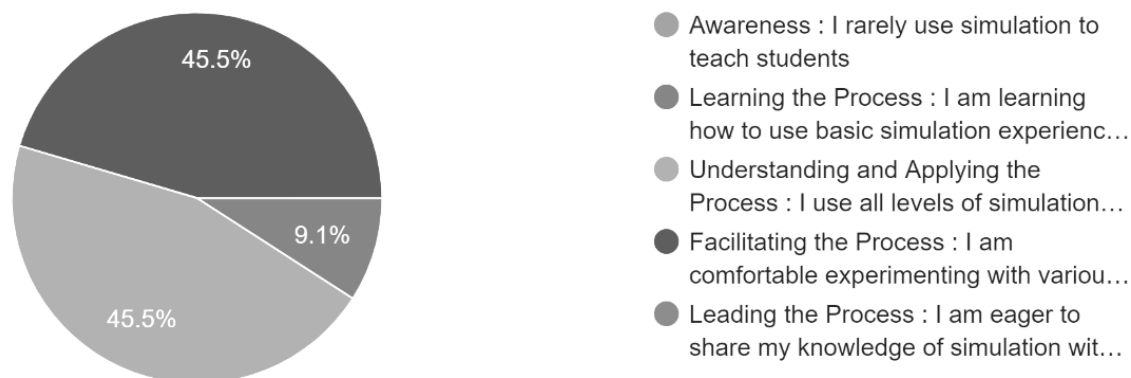 45.5%
9.1%
45.5%
Awareness : I rarely use simulation to
teach students
Learning the Process : I am learning
how to use basic simulation experienc…
Understanding and Applying the
Process : I use all levels of simulation…
Facilitating the Process : I am
comfortable experimenting with variou…
Leading the Process : I am eager to
share my knowledge of simulation wit…